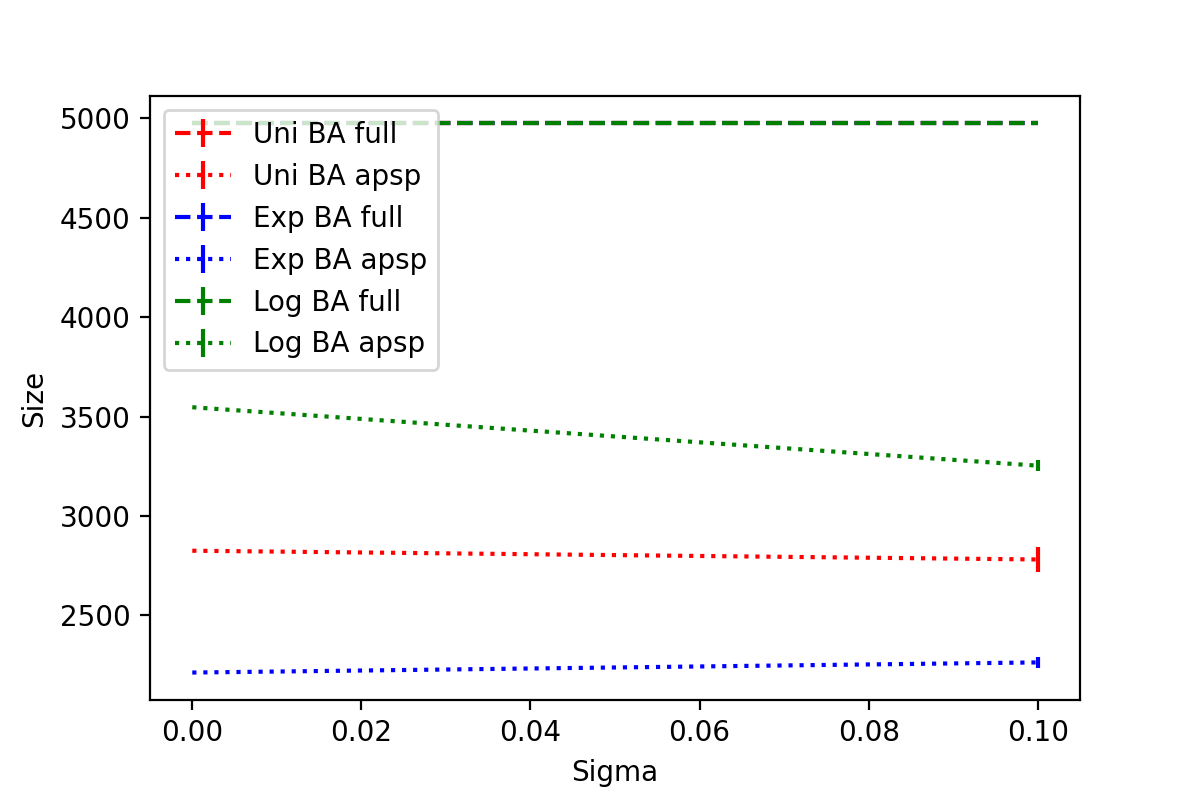 5000
4500
4000
3500
3000
2500
Size
Uni BA full
Uni BA apsp
Exp BA full
Exp BA apsp
Log BA full
Log BA apsp
0.00 0.02 0.04 0.06 0.08 0.10
Sigma